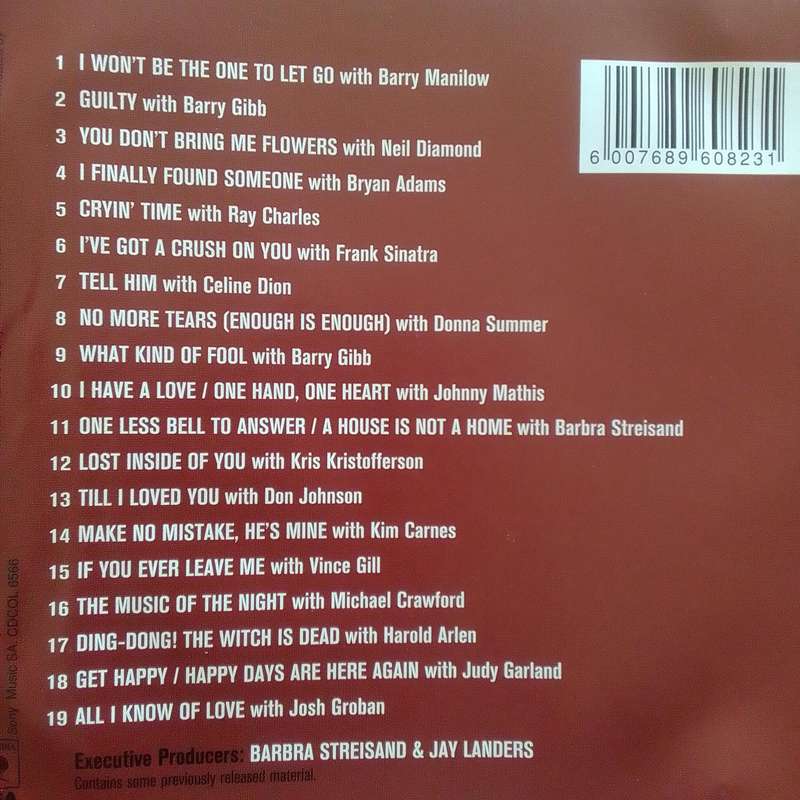 1 I WON'T BE THE ONE TO LET GO with Barry Manilow
2 GUILTY with Barry Gibb
3 YOU DON'T BRING ME FLOWERS with Neil Diamond
4 I FINALLY FOUND SOMEONE with Bryan Adams
5 CRYIN' TIME with Ray Charles
6 I'VE GOT A CRUSH ON YOU with Frank Sinatra
7 TELL HIM with Celine Dion
8 NO MORE TEARS (ENOUGH IS ENOUGH) with Donna Summer
9 WHAT KIND OF FOOL with Barry Gibb
10 I HAVE A LOVE / ONE HAND, ONE HEART with Johnny Mathis
11 ONE LESS BELL TO ANSWER / A HOUSE IS NOT A HOME with Barbra Streisand
12 LOST INSIDE OF YOU with Kris Kristofferson
13 TILL I LOVED YOU with Don Johnson
14 MAKE NO MISTAKE, HE'S MINE with Kim Carnes
15 IF YOU EVER LEAVE ME with Vince Gill
16 THE MUSIC OF THE NIGHT with Michael Crawford
17 DING-DONG! THE WITCH IS DEAD with Harold Arlen
18 GET HAPPY / HAPPY DAYS ARE HERE AGAIN with Judy Garland
19 ALL I KNOW OF LOVE with Josh Groban
Executive Producers: BARBRA STREISAND & JAY LANDERS
Contains some previously released material.
6 007689 608231
Sony Music SA, CDCOL 6566